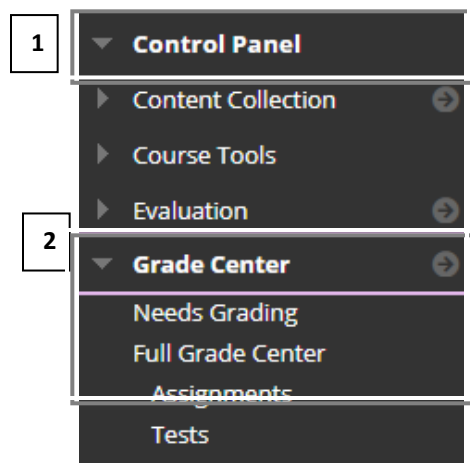 1
Control Panel
Content Collection
Course Tools
Evaluation
2
Grade Center
Needs Grading
Full Grade Center
Assignments
Tests